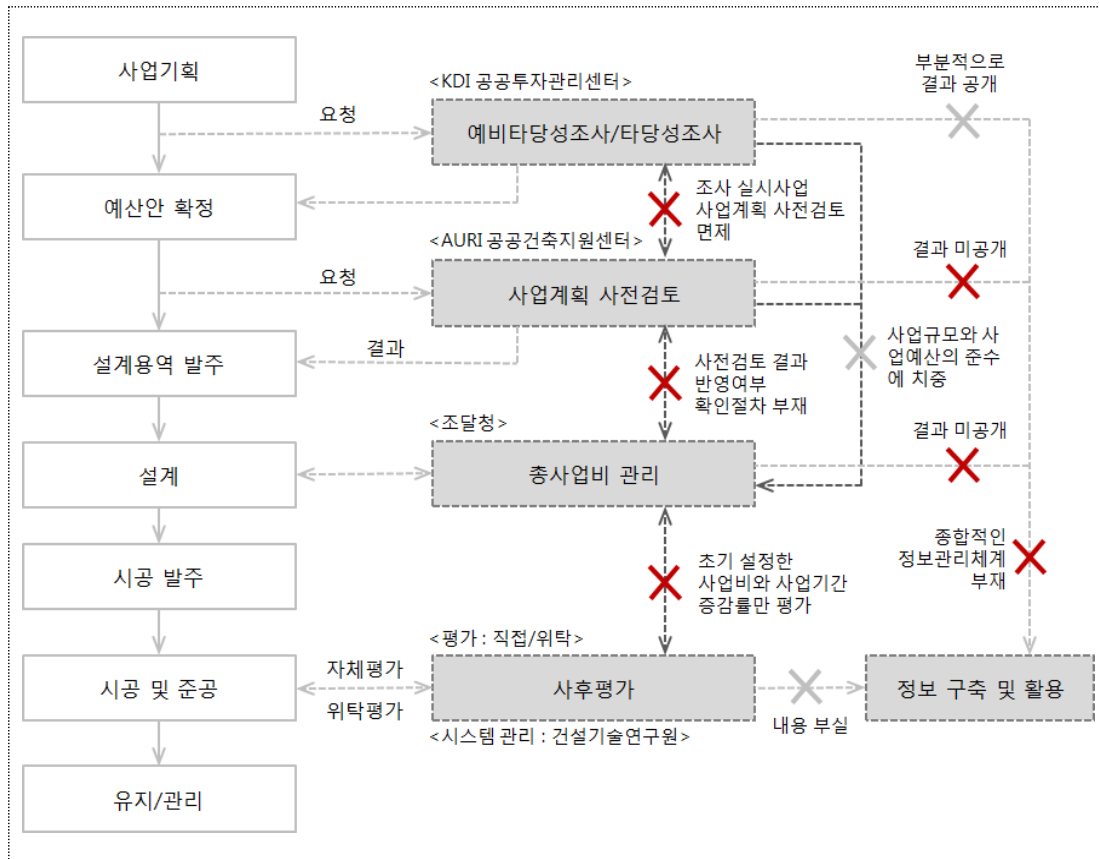 사업기획
<KDI 공공투자관리센터>
부분적으로
결과 공개
요청
예비타당성조사/타당성조사
조사 실시사업
사업계획 사전검토
면제
예산안 확정
<AURI 공공건축지원센터>
결과 미공개
요청
사업계획 사전검토
사업규모와 사
업예산의 준수
에 치중
결과
설계용역 발주
사전검토 결과
반영여부
확인절차 부재
<조달청>
결과 미공개
설계
총사업비 관리
종합적인
정보관리체계
부재
시공 발주
초기 설정한
사업비와 사업기간
증감률만 평가
<평가 : 직접/위탁>
자체평가
시공 및 준공
위탁평가
사후평가
정보 구축 및 활용
내용 부실
<시스템 관리 : 건설기술연구원>
유지/관리